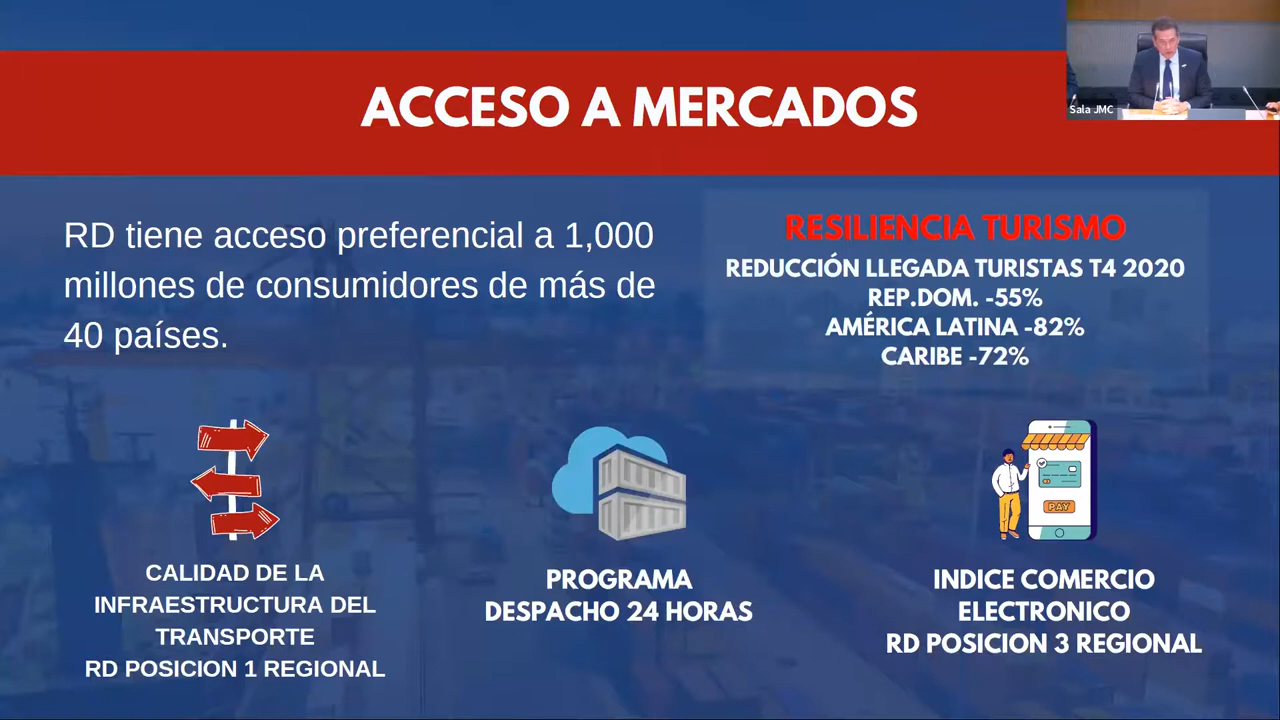 ACCESO A MERCADOS
Sala JMC
RD tiene acceso preferencial a 1,000
millones de consumidores de más de
40 países.
RESILIENCIA TURISMO
REDUCCIÓN LLEGADA TURISTAS T4 2020
REP.DOM. -55%
AMÉRICA LATINA -82%
CARIBE -72%
CALIDAD DE LA
INFRAESTRUCTURA DEL
TRANSPORTE
RD POSICION 1 REGIONAL
PROGRAMA
DESPACHO 24 HORAS
PAY
INDICE COMERCIO
ELECTRONICO
RD POSICION 3 REGIONAL